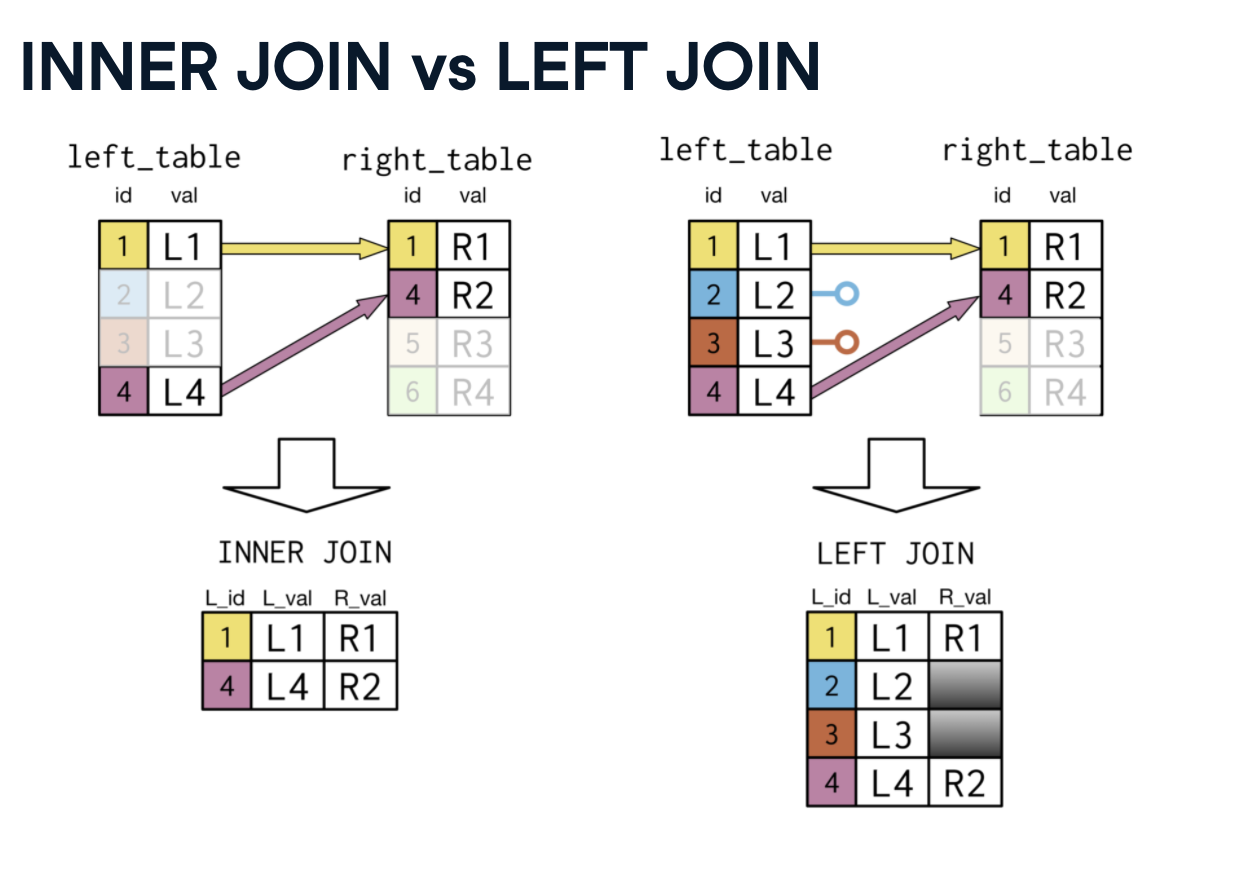 INNER JOIN vs LEFT JOIN
left_table right_table
id val id val
1 L1 1 R1
2 L2 4 R2
3 L3 5 R3
4 L4 6 R4
INNER JOIN
L_id L_val R_val
1 L1 R1
4 L4 R2
left_table right_table
id val id val
1 L1 1 R1
2 L2 4 R2
3 L3 5 R3
4 L4 6 R4
LEFT JOIN
L_id L_val R_val
1 L1 R1
2 L2
3 L3
4 L4 R2